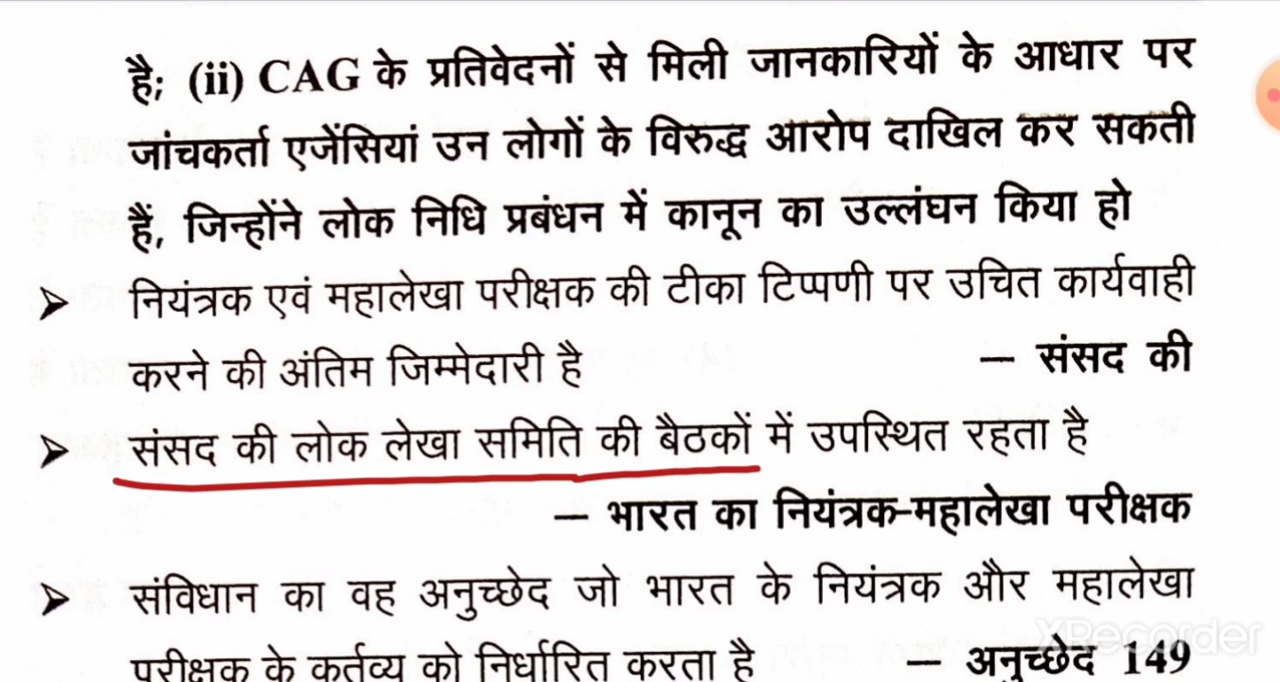 है; (ii) CAG के प्रतिवेदनों से मिली जानकारियों के आधार पर
जांचकर्ता एजेंसियां उन लोगों के विरुद्ध आरोप दाखिल कर सकती
हैं, जिन्होंने लोक निधि प्रबंधन में कानून का उल्लंघन किया हो
➤ नियंत्रक एवं महालेखा परीक्षक की टीका टिप्पणी पर उचित कार्यवाही
करने की अंतिम जिम्मेदारी है — संसद की
➤ संसद की लोक लेखा समिति की बैठकों में उपस्थित रहता है
— भारत का नियंत्रक-महालेखा परीक्षक
➤ संविधान का वह अनुच्छेद जो भारत के नियंत्रक और महालेखा
परीक्षक के कर्तव्य को निर्धारित करता है — अनुच्छेद 149
XRecorder